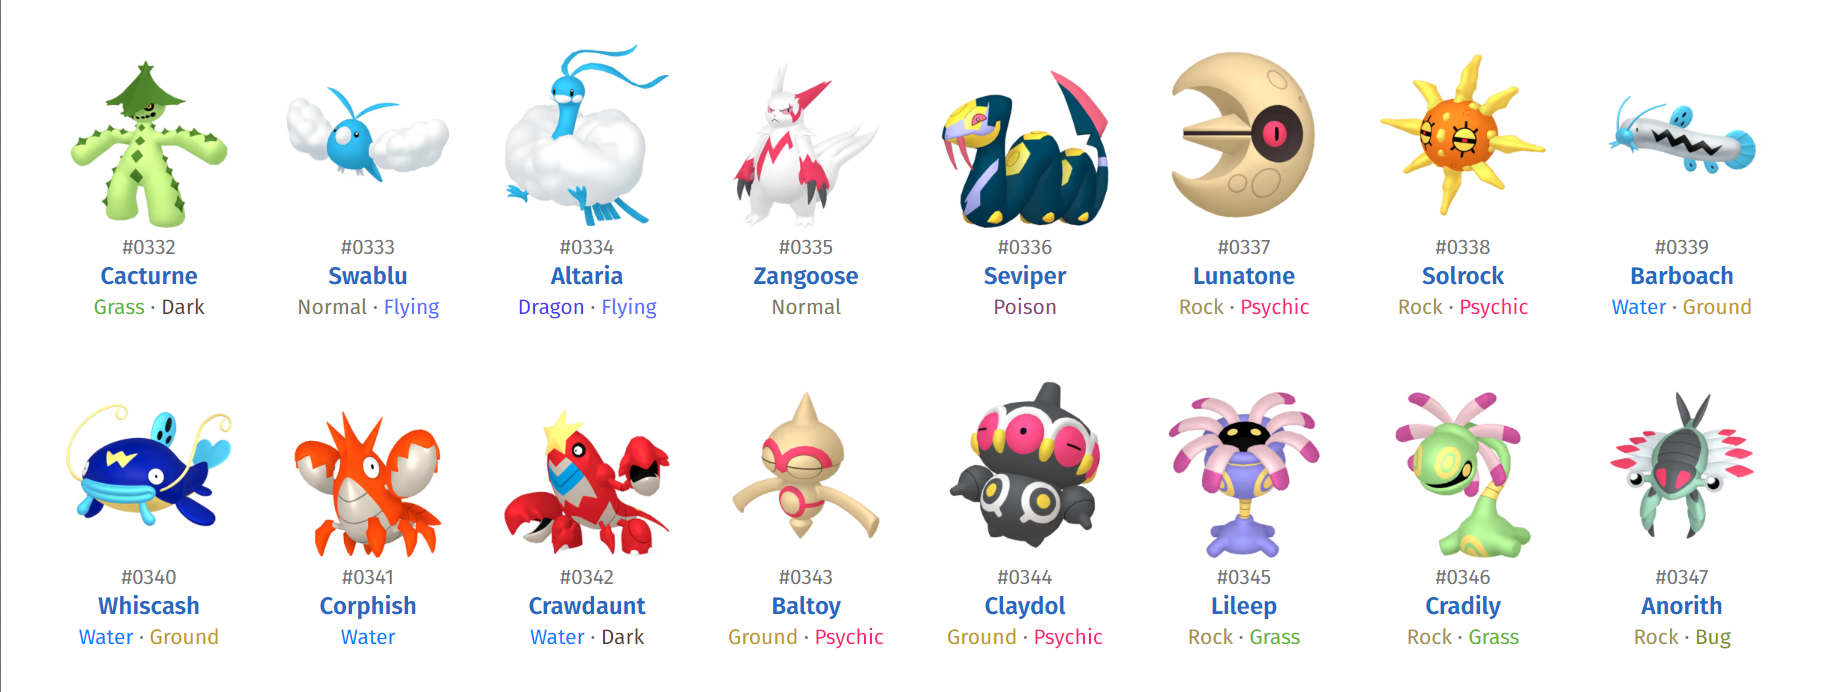 #0332
Cacturne
Grass · Dark
#0333
Swablu
Normal · Flying
#0334
Altaria
Dragon · Flying
#0335
Zangoose
Normal
#0336
Seviper
Poison
#0337
Lunatone
Rock · Psychic
#0338
Solrock
Rock · Psychic
#0339
Barboach
Water · Ground
#0340
Whiscash
Water · Ground
#0341
Corphish
Water
#0342
Crawdaunt
Water · Dark
#0343
Baltoy
Ground · Psychic
#0344
Claydol
Ground · Psychic
#0345
Lileep
Rock · Grass
#0346
Cradily
Rock · Grass
#0347
Anorith
Rock · Bug